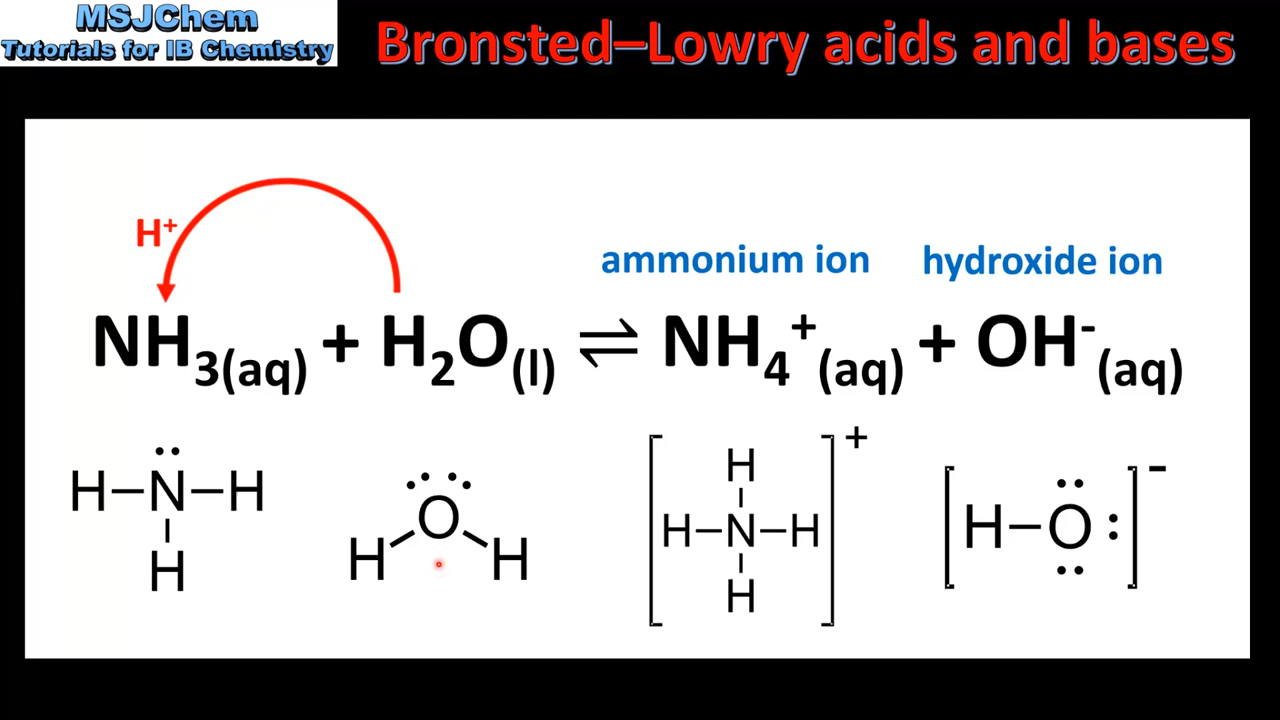 MSJChem
Tutorials for IB Chemistry
Bronsted–Lowry acids and bases
H⁺
ammonium ion
hydroxide ion
NH₃(aq) + H₂O(l) ⇌ NH₄⁺(aq) + OH⁻(aq)
H–N–H
H
O
H H
H
H–N–H
H
+
H–O
-